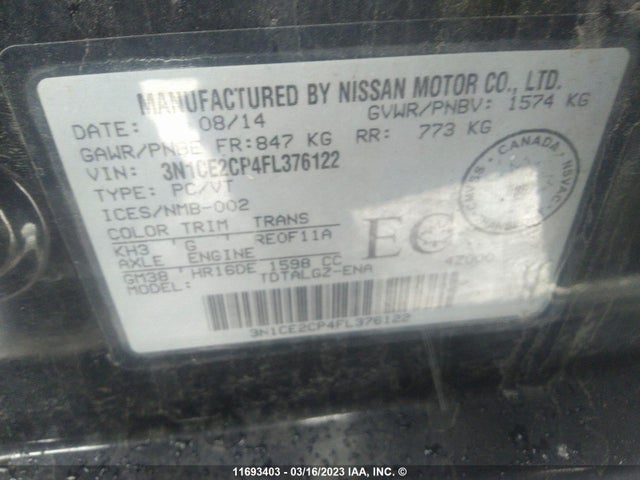 MANUFACTURED BY NISSAN MOTOR CO., LTD.
DATE: 08/14 GVWR/PNBV: 1574 KG
GAWR/PNBE FR: 847 KG RR: 773 KG
VIN: 3N1CE2CP4FL376122
TYPE: PC/VT
ICES/NMB-002
COLOR TRIM TRANS
KH3 G RE0F11A
AXLE ENGINE
GM38 HR16DE 1598 CC
MODEL: TDTALGZ-ENA
EC
CANADA
3N1CE2CP4FL376122
11693403 - 03/16/2023 IAA, Inc. ©